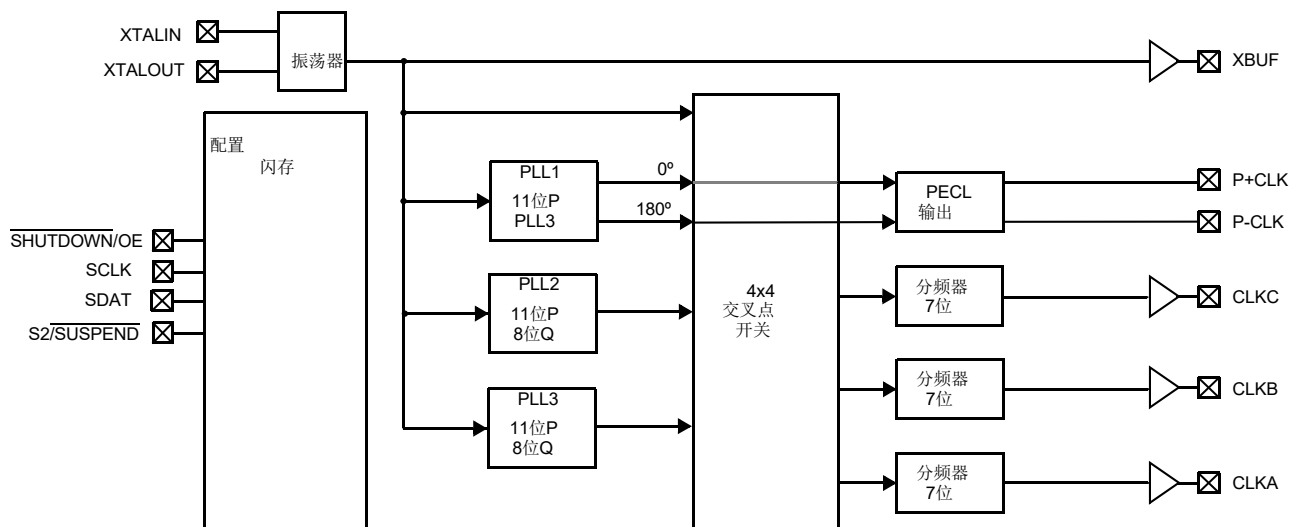 XTALIN
XTALOUT
振荡器
XBUF
配置
闪存
SHUTDOWN/OE
SCLK
SDAT
S2/SUSPEND
PLL1
11位P
PLL3
0º
180º
PLL2
11位P
8位Q
PLL3
11位P
8位Q
4x4
交叉点
开关
PECL
输出
P+CLK
P-CLK
分频器
7位
CLKC
分频器
7位
CLKB
分频器
7位
CLKA